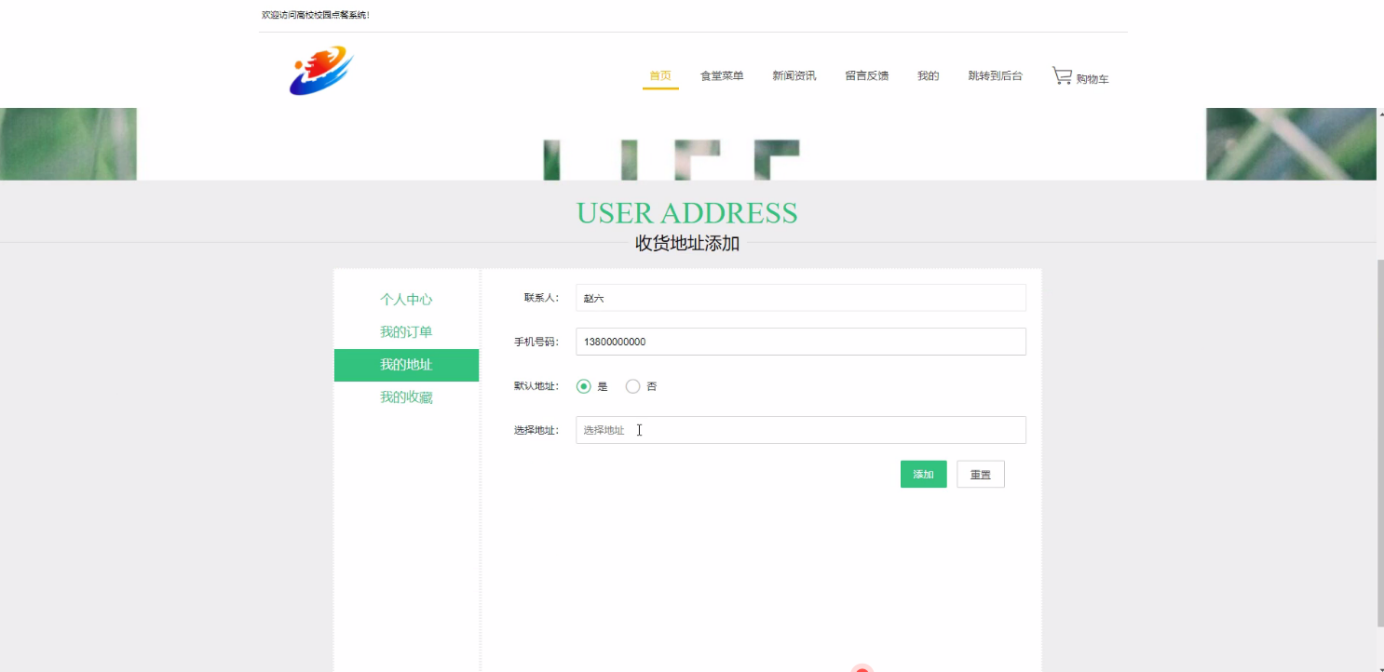 欢迎访问高校校园点餐系统!
首页 食堂菜单 新闻资讯 留言反馈 我的 跳转到后台 购物车
USER ADDRESS
收货地址添加
个人中心
我的订单
我的地址
我的收藏
联系人: 赵六
手机号码: 13800000000
默认地址: 是 否
选择地址: 选择地址
添加 重置